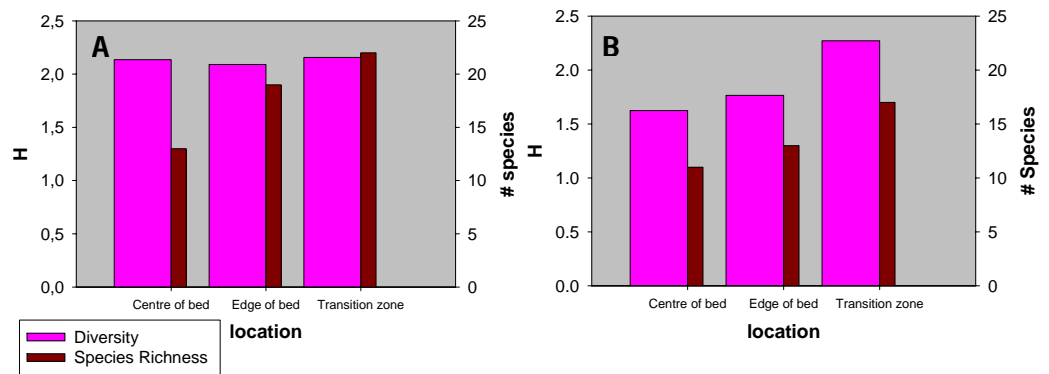 A
2,5
2,0
1,5
1,0
0,5
0,0
H
25
20
15
10
5
0
# species
Centre of bed
Edge of bed
Transition zone
location
B
2.5
2.0
1.5
1.0
0.5
0.0
H
25
20
15
10
5
0
# Species
Centre of bed
Edge of bed
Transition zone
location
Diversity
Species Richness